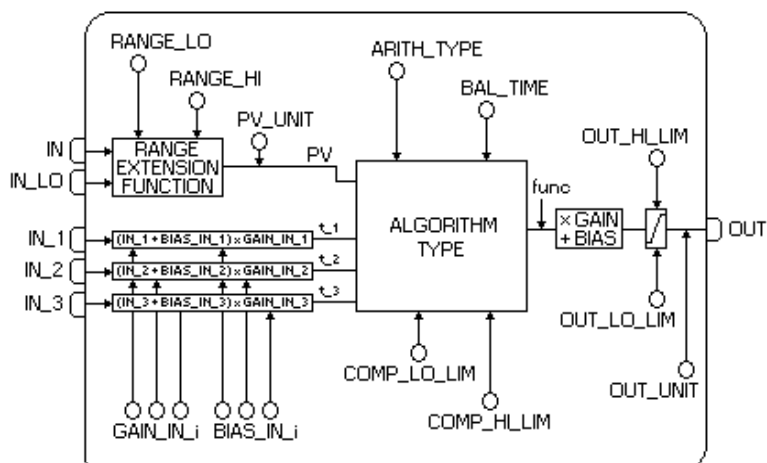 RANGE_LO
RANGE_HI
ARITH_TYPE
BAL_TIME
PV_UNIT
OUT_HI_LIM
IN
IN_LO
RANGE
EXTENSION
FUNCTION
PV
func
IN_1
(IN_1 + BIAS_IN_1) x GAIN_IN_1
t_1
IN_2
(IN_2 + BIAS_IN_2) x GAIN_IN_2
t_2
IN_3
(IN_3 + BIAS_IN_3) x GAIN_IN_3
t_3
ALGORITHM
TYPE
x GAIN
+ BIAS
OUT
OUT_LO_LIM
COMP_LO_LIM
OUT_UNIT
COMP_HI_LIM
GAIN_IN_i
BIAS_IN_i